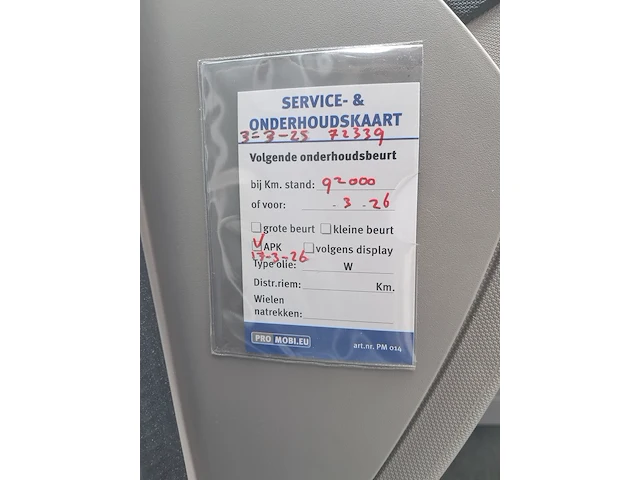 SERVICE- &
ONDERHOUDSKAART
3-3-25 72339
Volgende onderhoudsbeurt
bij Km. stand: 92000
of voor: - 3 - 26
grote beurt kleine beurt
V APK volgens display
17-3-26
Type olie: W
Distr.riem: Km.
Wielen
natrekken:
PRO MOBI.EU art.nr. PM 014